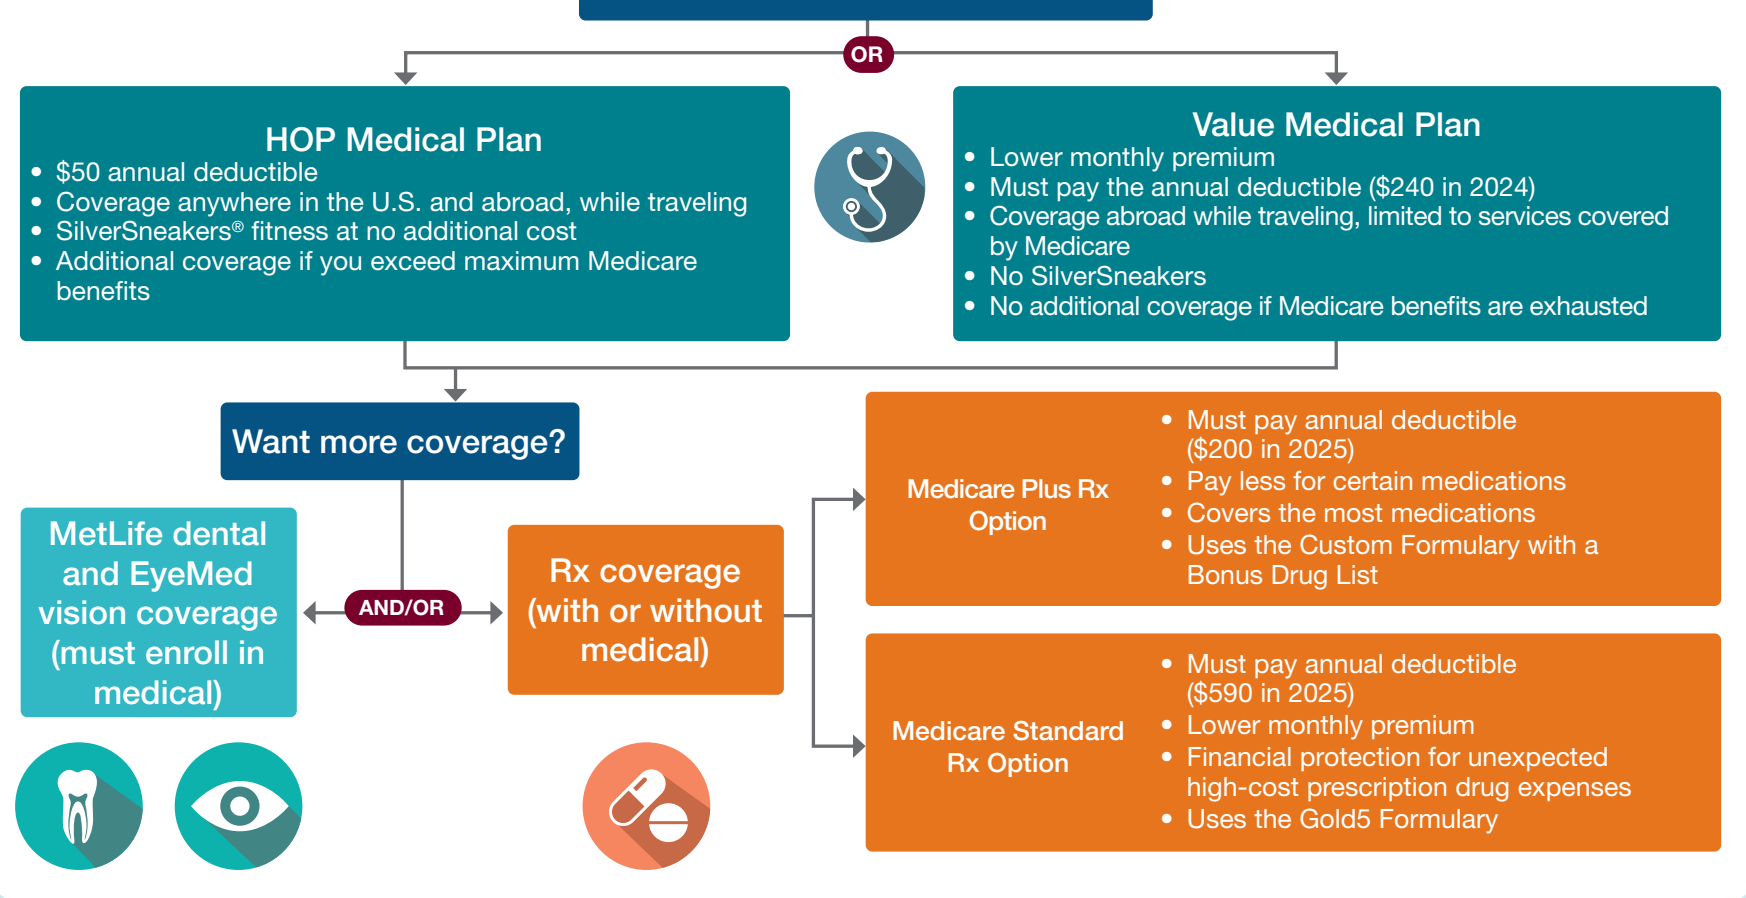 OR
HOP Medical Plan
• $50 annual deductible
• Coverage anywhere in the U.S. and abroad, while traveling
• SilverSneakers® fitness at no additional cost
• Additional coverage if you exceed maximum Medicare
benefits
Value Medical Plan
• Lower monthly premium
• Must pay the annual deductible ($240 in 2024)
• Coverage abroad while traveling, limited to services covered
by Medicare
• No SilverSneakers
• No additional coverage if Medicare benefits are exhausted
Want more coverage?
MetLife dental
and EyeMed
vision coverage
(must enroll in
medical)
AND/OR
Rx coverage
(with or without
medical)
Medicare Plus Rx
Option
• Must pay annual deductible
($200 in 2025)
• Pay less for certain medications
• Covers the most medications
• Uses the Custom Formulary with a
Bonus Drug List
Medicare Standard
Rx Option
• Must pay annual deductible
($590 in 2025)
• Lower monthly premium
• Financial protection for unexpected
high-cost prescription drug expenses
• Uses the Gold5 Formulary